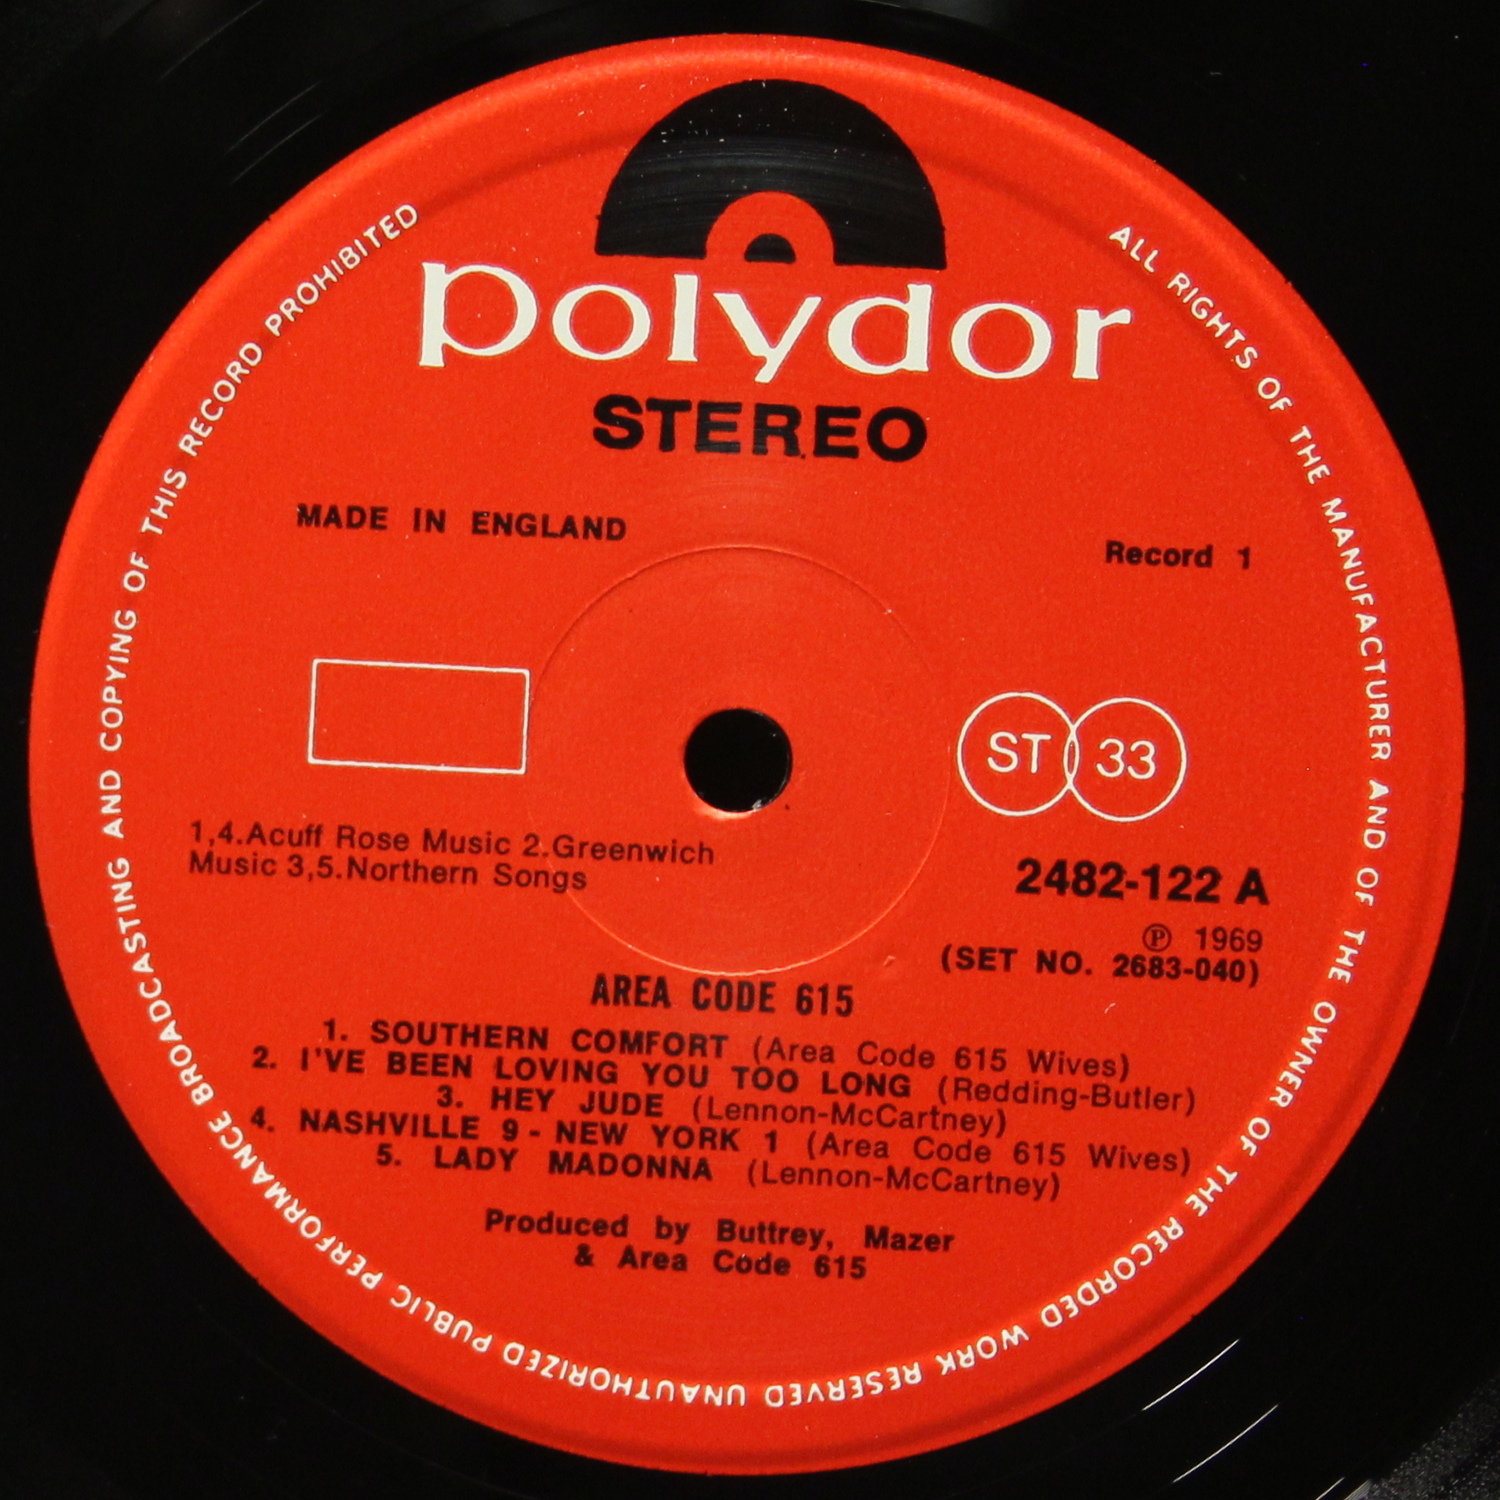 polydor
STEREO
MADE IN ENGLAND
Record 1
ST 33
1,4.Acuff Rose Music 2.Greenwich
Music 3,5.Northern Songs
2482-122 A
℗ 1969
(SET NO. 2683-040)
AREA CODE 615
1. SOUTHERN COMFORT (Area Code 615 Wives)
2. I'VE BEEN LOVING YOU TOO LONG (Redding-Butler)
3. HEY JUDE (Lennon-McCartney)
4. NASHVILLE 9 - NEW YORK 1 (Area Code 615 Wives)
5. LADY MADONNA (Lennon-McCartney)
Produced by Buttrey, Mazer
& Area Code 615
ALL RIGHTS OF THE MANUFACTURER AND OF THE OWNER OF THE RECORDED WORK RESERVED UNAUTHORIZED PUBLIC PERFORMANCE BROADCASTING AND COPYING OF THIS RECORD PROHIBITED